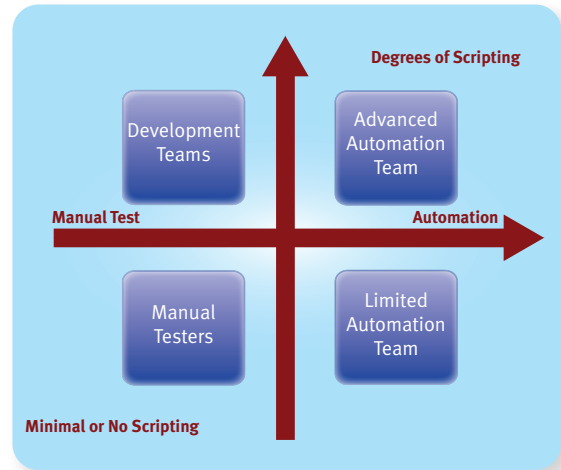 Degrees of Scripting
Development
Teams
Advanced
Automation
Team
Manual Test
Automation
Manual
Testers
Limited
Automation
Team
Minimal or No Scripting